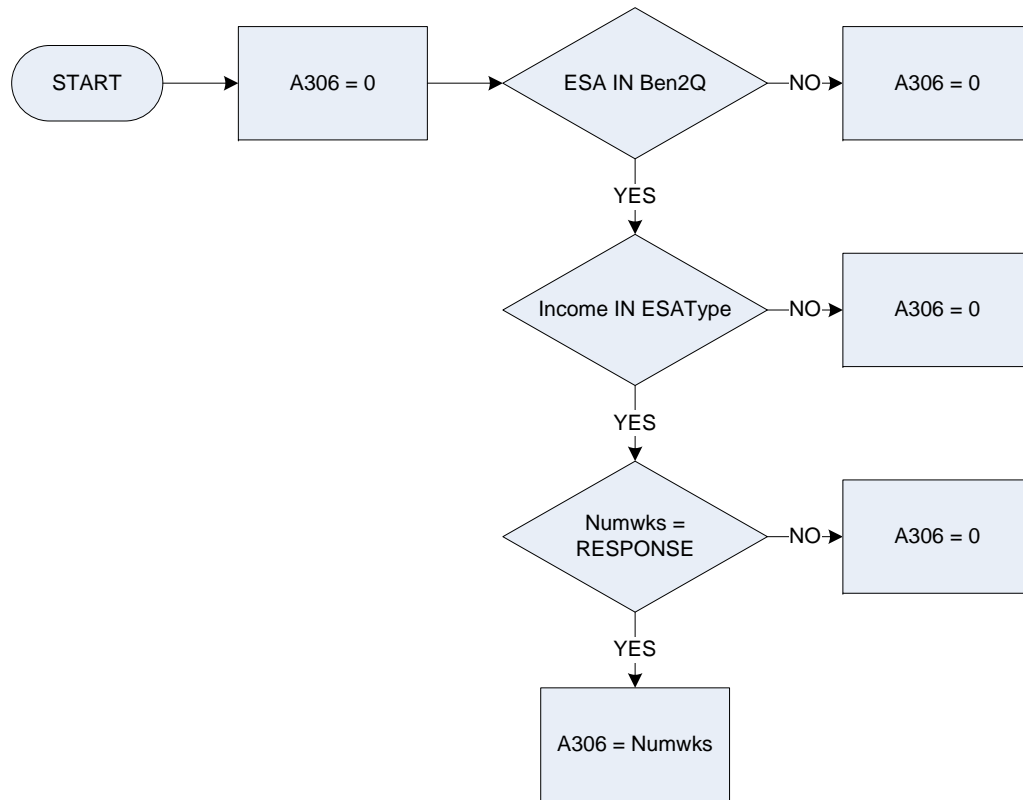 START
A306 = 0
ESA IN Ben2Q
NO
A306 = 0
YES
Income IN ESAType
NO
A306 = 0
YES
Numwks =
RESPONSE
NO
A306 = 0
YES
A306 = Numwks